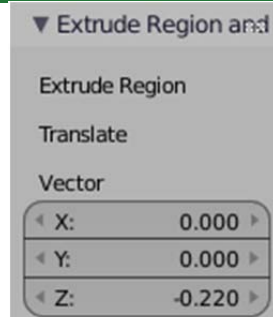 Extrude Region and
Extrude Region
Translate
Vector
X: 0.000
Y: 0.000
Z: -0.220